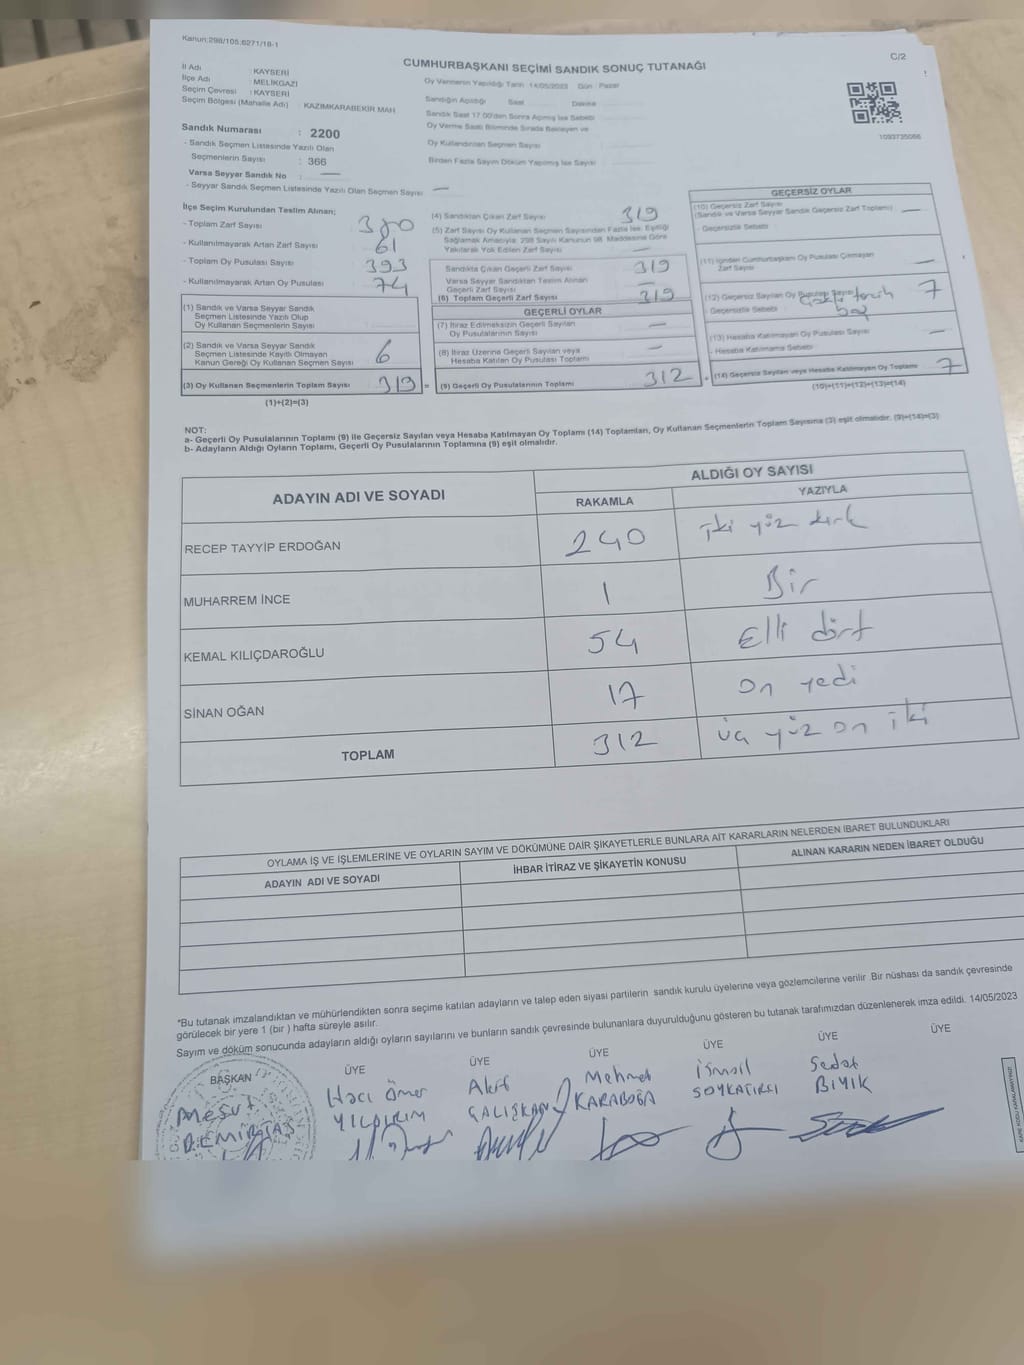 Kanun:298/105;6271/18-1
C/2
CUMHURBAŞKANI SEÇİMİ SANDIK SONUÇ TUTANAĞI
İl Adı : KAYSERİ
İlçe Adı : MELİKGAZİ
Seçim Çevresi : KAYSERİ
Seçim Bölgesi (Mahalle Adı) : KAZIMKARABEKİR MAH
Sandık Numarası : 2200
- Sandık Seçmen Listesinde Yazılı Olan
Seçmenlerin Sayısı : 366
Varsa Seyyar Sandık No : —
- Seyyar Sandık Seçmen Listesinde Yazılı Olan Seçmen Sayısı —
Oy Vermenin Yapıldığı Tarih 14/05/2023 Gün : Pazar
Sandığın Açıldığı Saat Dakika
Sandık Saat 17.00'den Sonra Açılmış İse Sebebi
Oy Verme Saati Bitiminde Sırada Bekleyen ve
Oy Kullandırılan Seçmen Sayısı
Birden Fazla Sayım Döküm Yapılmış İse Sayısı
1093735066
İlçe Seçim Kurulundan Teslim Alınan;
- Toplam Zarf Sayısı 380
- Kullanılmayarak Artan Zarf Sayısı 61
- Toplam Oy Pusulası Sayısı 393
- Kullanılmayarak Artan Oy Pusulası 74
(1) Sandık ve Varsa Seyyar Sandık
Seçmen Listesinde Yazılı Olup
Oy Kullanan Seçmenlerin Sayısı
(2) Sandık ve Varsa Seyyar Sandık
Seçmen Listesinde Kayıtlı Olmayan
Kanun Gereği Oy Kullanan Seçmen Sayısı 6
(3) Oy Kullanan Seçmenlerin Toplam Sayısı 319 =
(1)+(2)=(3)
(4) Sandıktan Çıkan Zarf Sayısı 319
(5) Zarf Sayısı Oy Kullanan Seçmen Sayısından Fazla İse, Eşitliği
Sağlamak Amacıyla 298 Sayılı Kanunun 98. Maddesine Göre
Yakılarak Yok Edilen Zarf Sayısı —
Sandıkta Çıkan Geçerli Zarf Sayısı 319
Varsa Seyyar Sandıktan Teslim Alınan
Geçerli Zarf Sayısı —
(6) Toplam Geçerli Zarf Sayısı 319
GEÇERLİ OYLAR
(7) İtiraz Edilmeksizin Geçerli Sayılan
Oy Pusulalarının Sayısı —
(8) İtiraz Üzerine Geçerli Sayılan veya
Hesaba Katılan Oy Pusulası Toplamı —
(9) Geçerli Oy Pusulalarının Toplamı 312 +
GEÇERSİZ OYLAR
(10) Geçersiz Zarf Sayısı
(Sandık ve Varsa Seyyar Sandık Geçersiz Zarf Toplamı) —
Geçersizlik Sebebi
(11) İçinden Cumhurbaşkanı Oy Pusulası Çıkmayan
Zarf Sayısı —
(12) Geçersiz Sayılan Oy Pusulası Sayısı 7
Geçersizlik Sebebi
(13) Hesaba Katılmayan Oy Pusulası Sayısı —
- Hesaba Katılmama Sebebi
(14) Geçersiz Sayılan veya Hesaba Katılmayan Oy Toplamı 7
(10)+(11)+(12)+(13)=(14)
NOT:
a- Geçerli Oy Pusulalarının Toplamı (9) ile Geçersiz Sayılan veya Hesaba Katılmayan Oy Toplamı (14) Toplamları, Oy Kullanan Seçmenlerin Toplam Sayısına (3) eşit olmalıdır. (9)+(14)=(3)
b- Adayların Aldığı Oyların Toplamı, Geçerli Oy Pusulalarının Toplamına (9) eşit olmalıdır.
ADAYIN ADI VE SOYADI
ALDIĞI OY SAYISI
RAKAMLA YAZIYLA
RECEP TAYYİP ERDOĞAN 240 iki yüz kırk
MUHARREM İNCE 1 Bir
KEMAL KILIÇDAROĞLU 54 Elli dört
SİNAN OĞAN 17 On yedi
TOPLAM 312 üç yüz on iki
OYLAMA İŞ VE İŞLEMLERİNE VE OYLARIN SAYIM VE DÖKÜMÜNE DAİR ŞİKAYETLERLE BUNLARA AİT KARARLARIN NELERDEN İBARET BULUNDUKLARI
ADAYIN ADI VE SOYADI İHBAR İTİRAZ VE ŞİKAYETİN KONUSU ALINAN KARARIN NEDEN İBARET OLDUĞU
*Bu tutanak imzalandıktan ve mühürlendikten sonra seçime katılan adayların ve talep eden siyasi partilerin sandık kurulu üyelerine veya gözlemcilerine verilir. Bir nüshası da sandık çevresinde
görülecek bir yere 1 (bir ) hafta süreyle asılır.
Sayım ve döküm sonucunda adayların aldığı oyların sayılarını ve bunların sandık çevresinde bulunanlara duyurulduğunu gösteren bu tutanak tarafımızdan düzenlenerek imza edildi. 14/05/2023
BAŞKAN ÜYE ÜYE ÜYE ÜYE ÜYE ÜYE
Mesut DEMİRTAŞ
Hacı Ömer YILDIRIM
Akif ÇALIŞKAN
Mehmet KARABOĞA
İsmail SOYKATIRCI
Sedat BIYIK